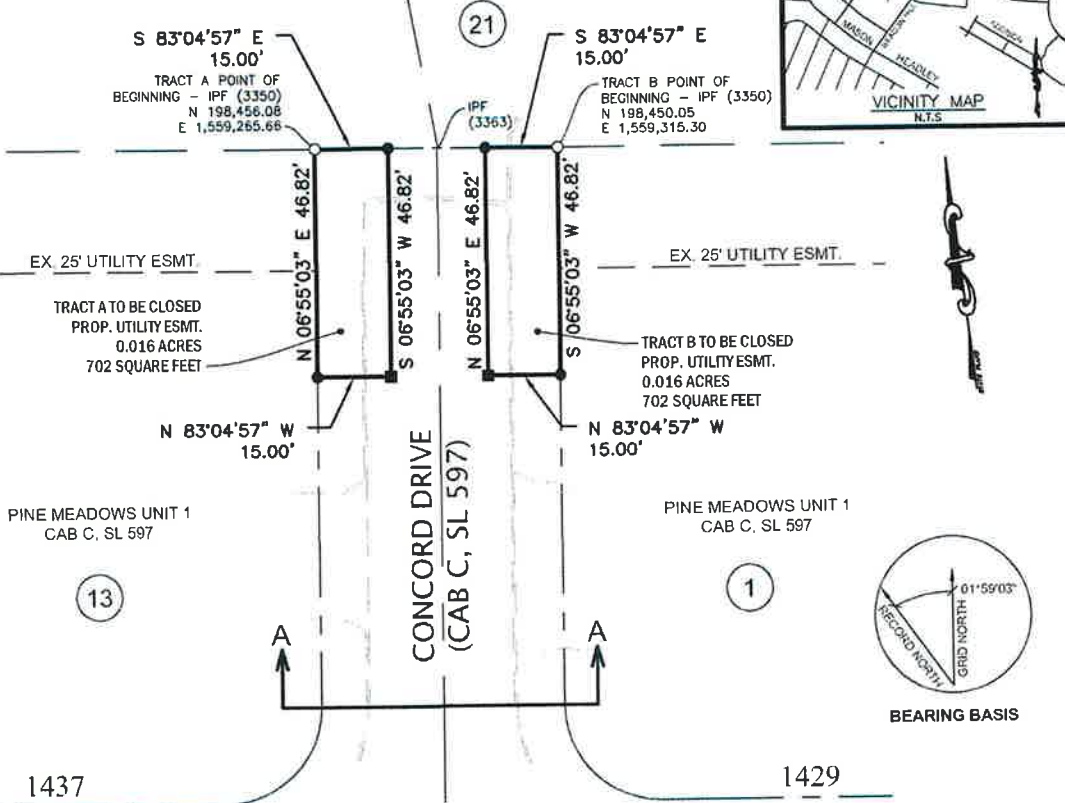 21
S 83°04'57" E
15.00'
TRACT A POINT OF
BEGINNING - IPF (3350)
N 198,456.08
E 1,559,265.66
IPF
(3363)
S 83°04'57" E
15.00'
TRACT B POINT OF
BEGINNING - IPF (3350)
N 198,450.05
E 1,559,315.30
MASON
HEADLEY
VICINITY MAP
N.T.S
N 06°55'03" E 46.82'
S 06°55'03" W 46.82'
N 06°55'03" E 46.82'
S 06°55'03" W 46.82'
EX. 25' UTILITY ESMT.
EX. 25' UTILITY ESMT.
TRACT A TO BE CLOSED
PROP. UTILITY ESMT.
0.016 ACRES
702 SQUARE FEET
TRACT B TO BE CLOSED
PROP. UTILITY ESMT.
0.016 ACRES
702 SQUARE FEET
N 83°04'57" W
15.00'
N 83°04'57" W
15.00'
CONCORD DRIVE
(CAB C, SL 597)
PINE MEADOWS UNIT 1
CAB C, SL 597
13
PINE MEADOWS UNIT 1
CAB C, SL 597
1
A
A
01°59'03"
RECORD NORTH
GRID NORTH
BEARING BASIS
1437
1429